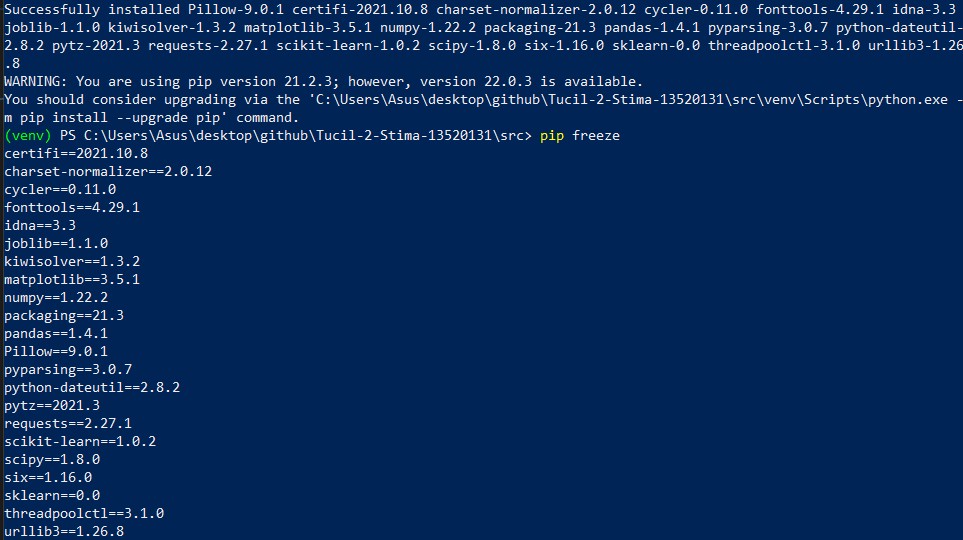 Successfully installed Pillow-9.0.1 certifi-2021.10.8 charset-normalizer-2.0.12 cycler-0.11.0 fonttools-4.29.1 idna-3.3
joblib-1.1.0 kiwisolver-1.3.2 matplotlib-3.5.1 numpy-1.22.2 packaging-21.3 pandas-1.4.1 pyparsing-3.0.7 python-dateutil-
2.8.2 pytz-2021.3 requests-2.27.1 scikit-learn-1.0.2 scipy-1.8.0 six-1.16.0 sklearn-0.0 threadpoolctl-3.1.0 urllib3-1.26
.8
WARNING: You are using pip version 21.2.3; however, version 22.0.3 is available.
You should consider upgrading via the 'C:\Users\Asus\desktop\github\Tucil-2-Stima-13520131\src\venv\Scripts\python.exe -
m pip install --upgrade pip' command.
(venv) PS C:\Users\Asus\desktop\github\Tucil-2-Stima-13520131\src> pip freeze
certifi==2021.10.8
charset-normalizer==2.0.12
cycler==0.11.0
fonttools==4.29.1
idna==3.3
joblib==1.1.0
kiwisolver==1.3.2
matplotlib==3.5.1
numpy==1.22.2
packaging==21.3
pandas==1.4.1
Pillow==9.0.1
pyparsing==3.0.7
python-dateutil==2.8.2
pytz==2021.3
requests==2.27.1
scikit-learn==1.0.2
scipy==1.8.0
six==1.16.0
sklearn==0.0
threadpoolctl==3.1.0
urllib3==1.26.8